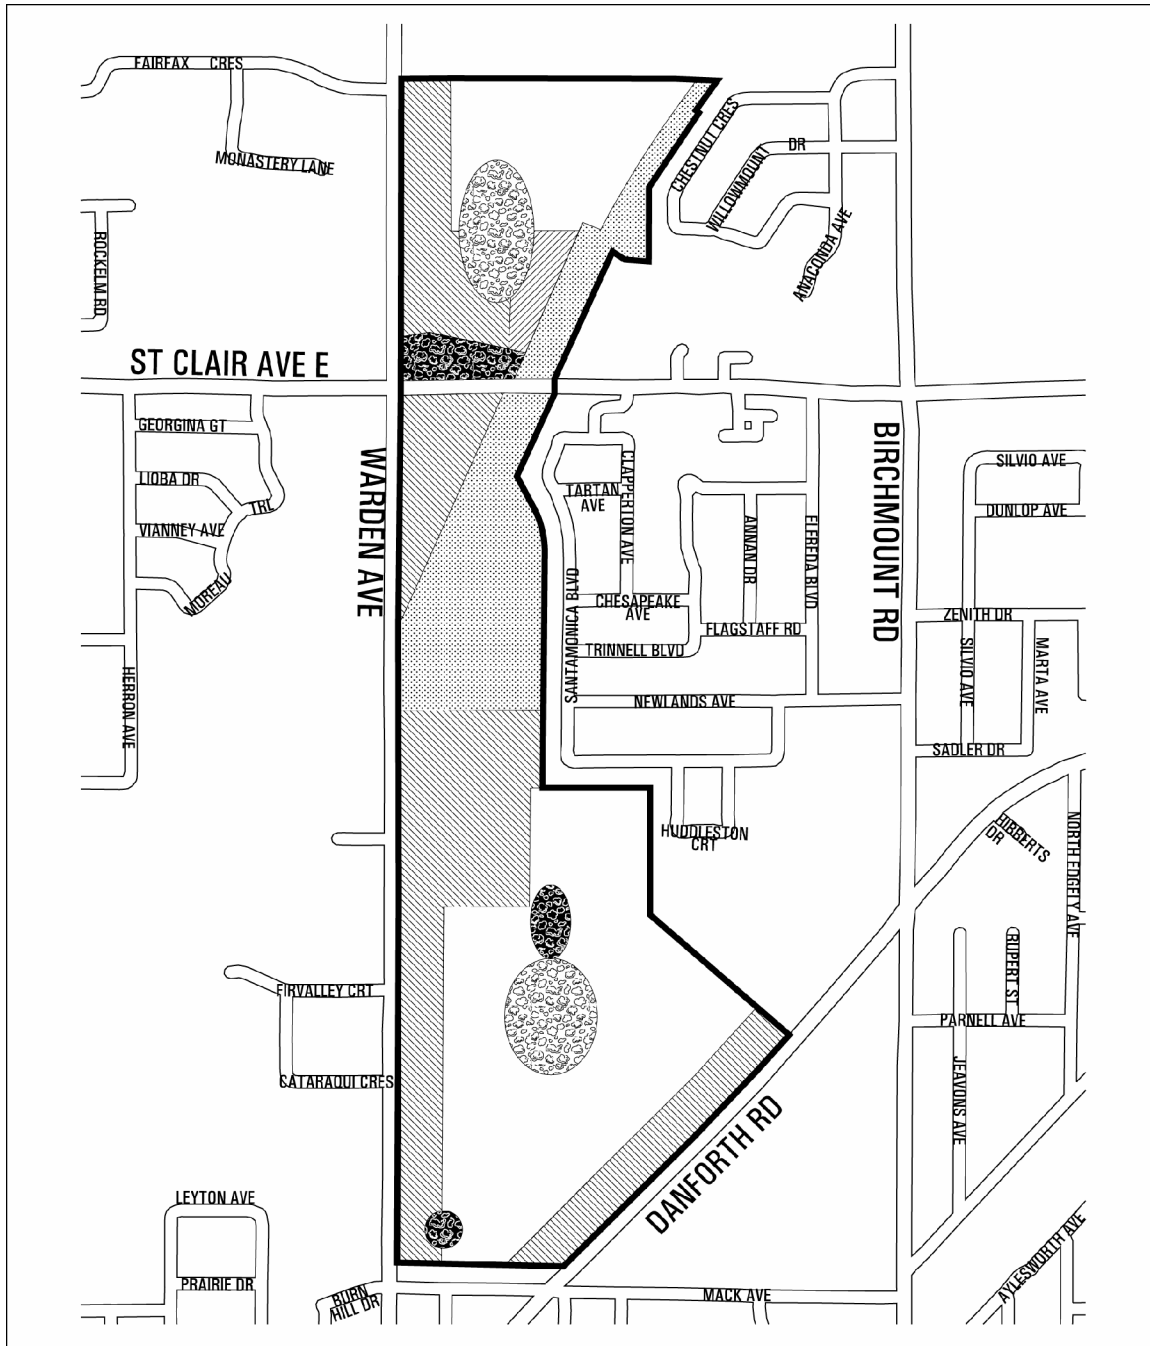 FAIRFAX CRES
MONASTERY LANE
CHESTNUT CRES
WILLOWMOUNT DR
ANACONDA AVE
ROCKELM RD
ST CLAIR AVE E
GEORGINA GT
LIOBA DR
TRL
VIANNEY AVE
MOREAU
WARDEN AVE
BIRCHMOUNT RD
CLAPPERTON AVE
TARTAN
AVE
ANNAN DR
FIFREDA BLVD
SANTAMONICA BLVD
CHESAPEAKE
AVE
FLAGSTAFF RD
TRINNELL BLVD
NEWLANDS AVE
SILVIO AVE
DUNLOP AVE
ZENITH DR
SILVIO AVE
MARTA AVE
SADLER DR
HERRON AVE
HUDDLESTON
CRT
HIBBERTS
DR
NORTH EDGELY AVE
RUPERT ST
PARNELL AVE
JEAVONS AVE
FIRVALLEY CRT
CATARAQUI CRES
DANFORTH RD
LEYTON AVE
PRAIRIE DR
BURN
HILL DR
MACK AVE
AYLESWORTH AVE